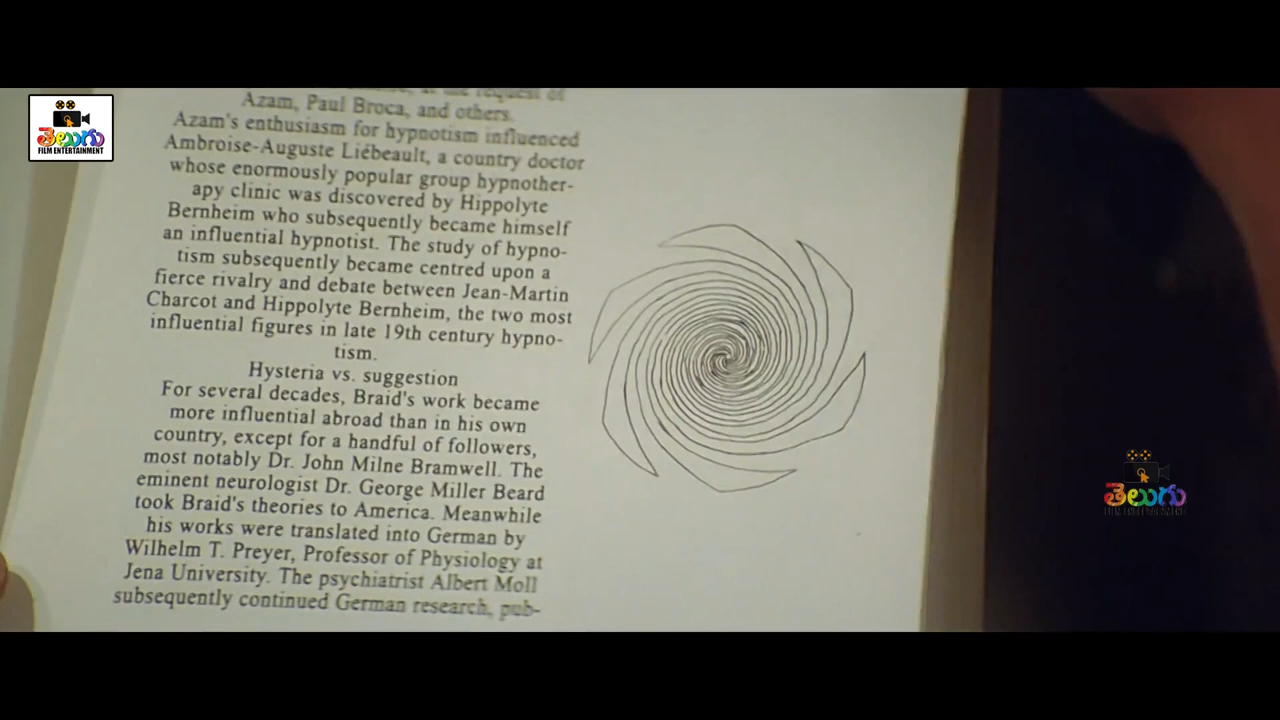 తెలుగు
FILM ENTERTAINMENT
the request of
Azam, Paul Broca, and others.
Azam's enthusiasm for hypnotism influenced
Ambroise-Auguste Liébeault, a country doctor
whose enormously popular group hypnother-
apy clinic was discovered by Hippolyte
Bernheim who subsequently became himself
an influential hypnotist. The study of hypno-
tism subsequently became centred upon a
fierce rivalry and debate between Jean-Martin
Charcot and Hippolyte Bernheim, the two most
influential figures in late 19th century hypno-
tism.
Hysteria vs. suggestion
For several decades, Braid's work became
more influential abroad than in his own
country, except for a handful of followers,
most notably Dr. John Milne Bramwell. The
eminent neurologist Dr. George Miller Beard
took Braid's theories to America. Meanwhile
his works were translated into German by
Wilhelm T. Preyer, Professor of Physiology at
Jena University. The psychiatrist Albert Moll
subsequently continued German research, pub-
తెలుగు
FILM ENTERTAINMENT